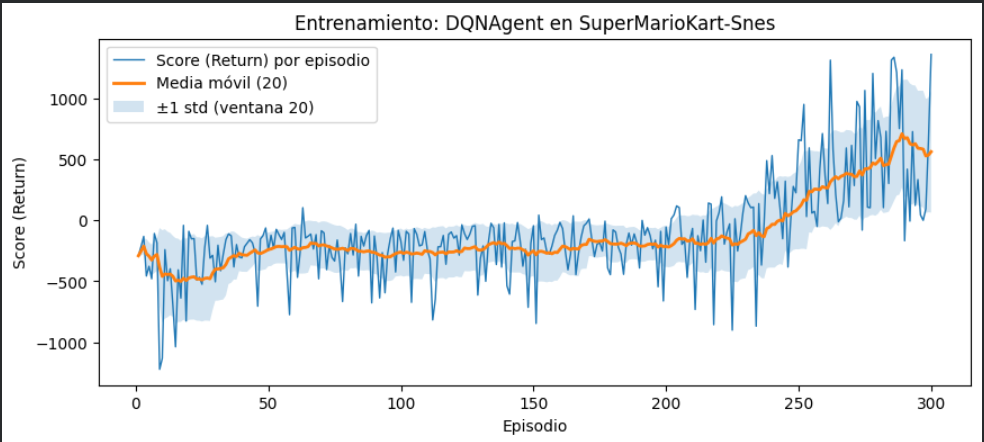 Entrenamiento: DQNAgent en SuperMarioKart-Snes
Score (Return) por episodio
Media móvil (20)
±1 std (ventana 20)
Score (Return)
1000
500
0
−500
−1000
0 50 100 150 200 250 300
Episodio